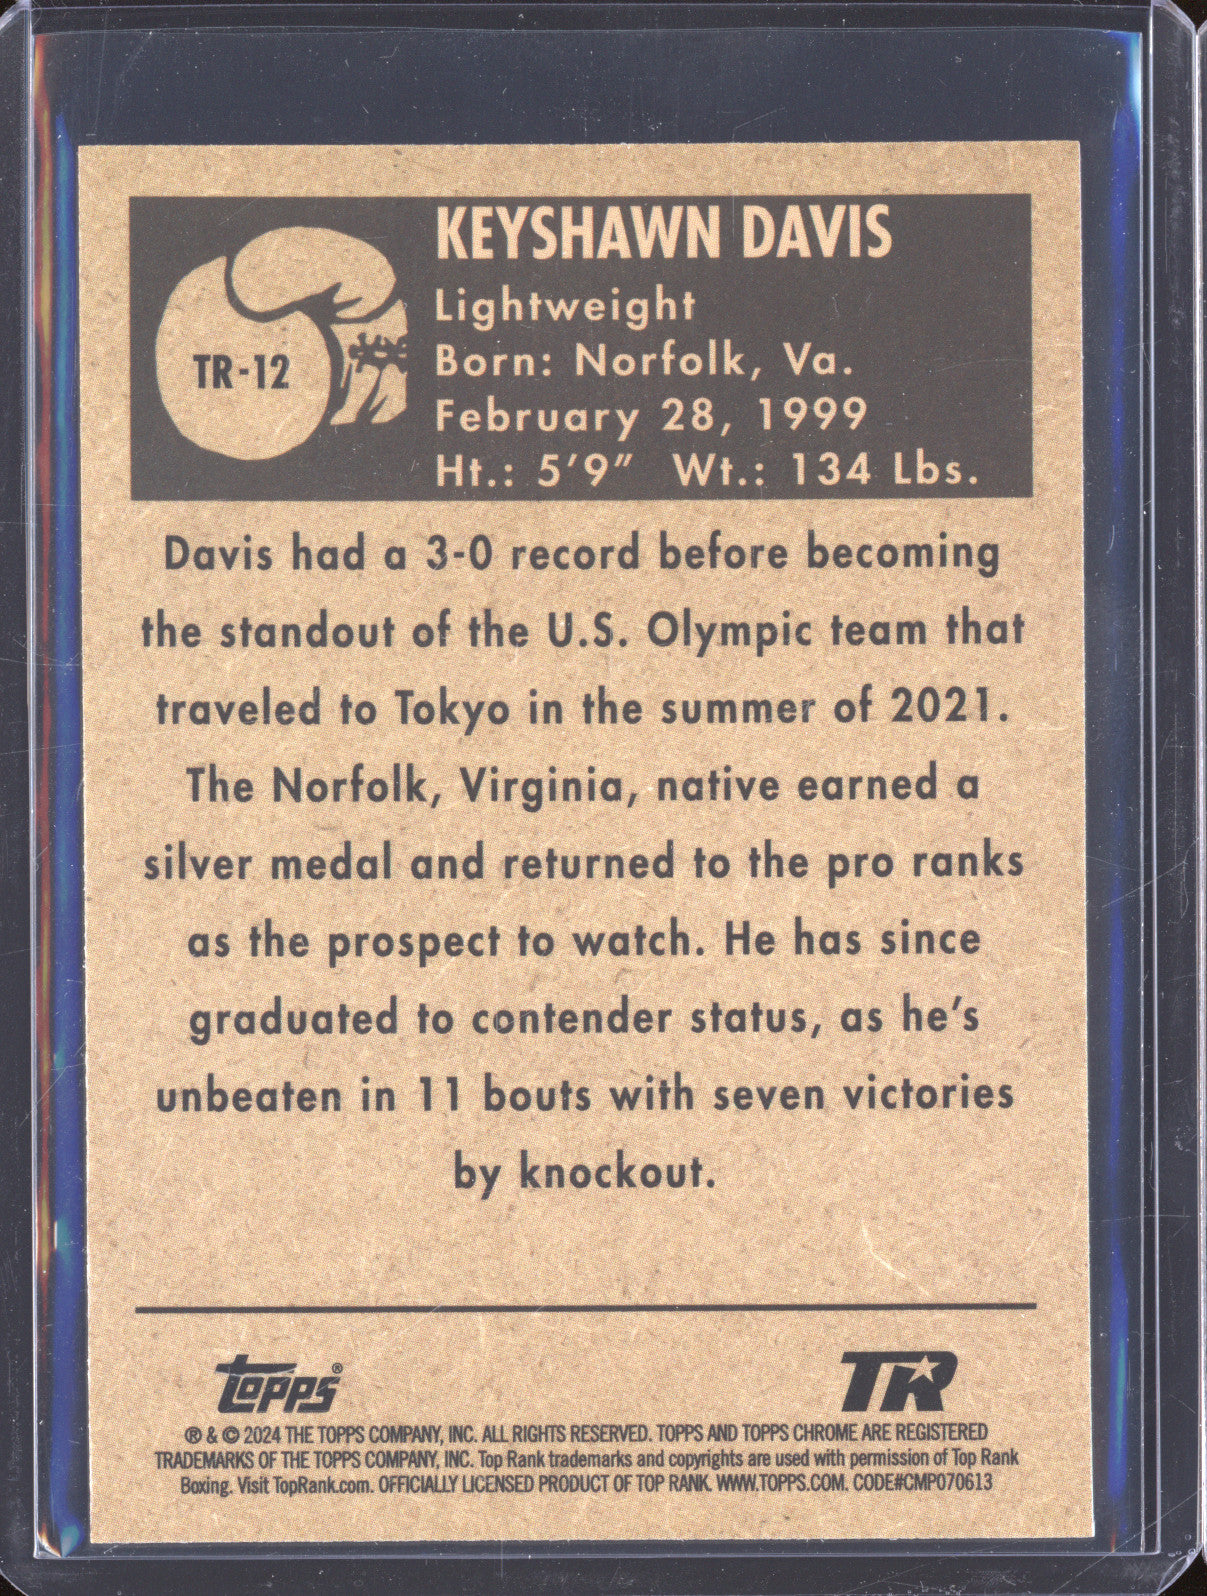 KEYSHAWN DAVIS
Lightweight
Born: Norfolk, Va.
February 28, 1999
Ht.: 5’9” Wt.: 134 Lbs.
TR-12
Davis had a 3-0 record before becoming
the standout of the U.S. Olympic team that
traveled to Tokyo in the summer of 2021.
The Norfolk, Virginia, native earned a
silver medal and returned to the pro ranks
as the prospect to watch. He has since
graduated to contender status, as he’s
unbeaten in 11 bouts with seven victories
by knockout.
topps®
TR
® & © 2024 THE TOPPS COMPANY, INC. ALL RIGHTS RESERVED. TOPPS AND TOPPS CHROME ARE REGISTERED
TRADEMARKS OF THE TOPPS COMPANY, INC. Top Rank trademarks and copyrights are used with permission of Top Rank
Boxing. Visit TopRank.com. OFFICIALLY LICENSED PRODUCT OF TOP RANK. WWW.TOPPS.COM. CODE#CMP070613